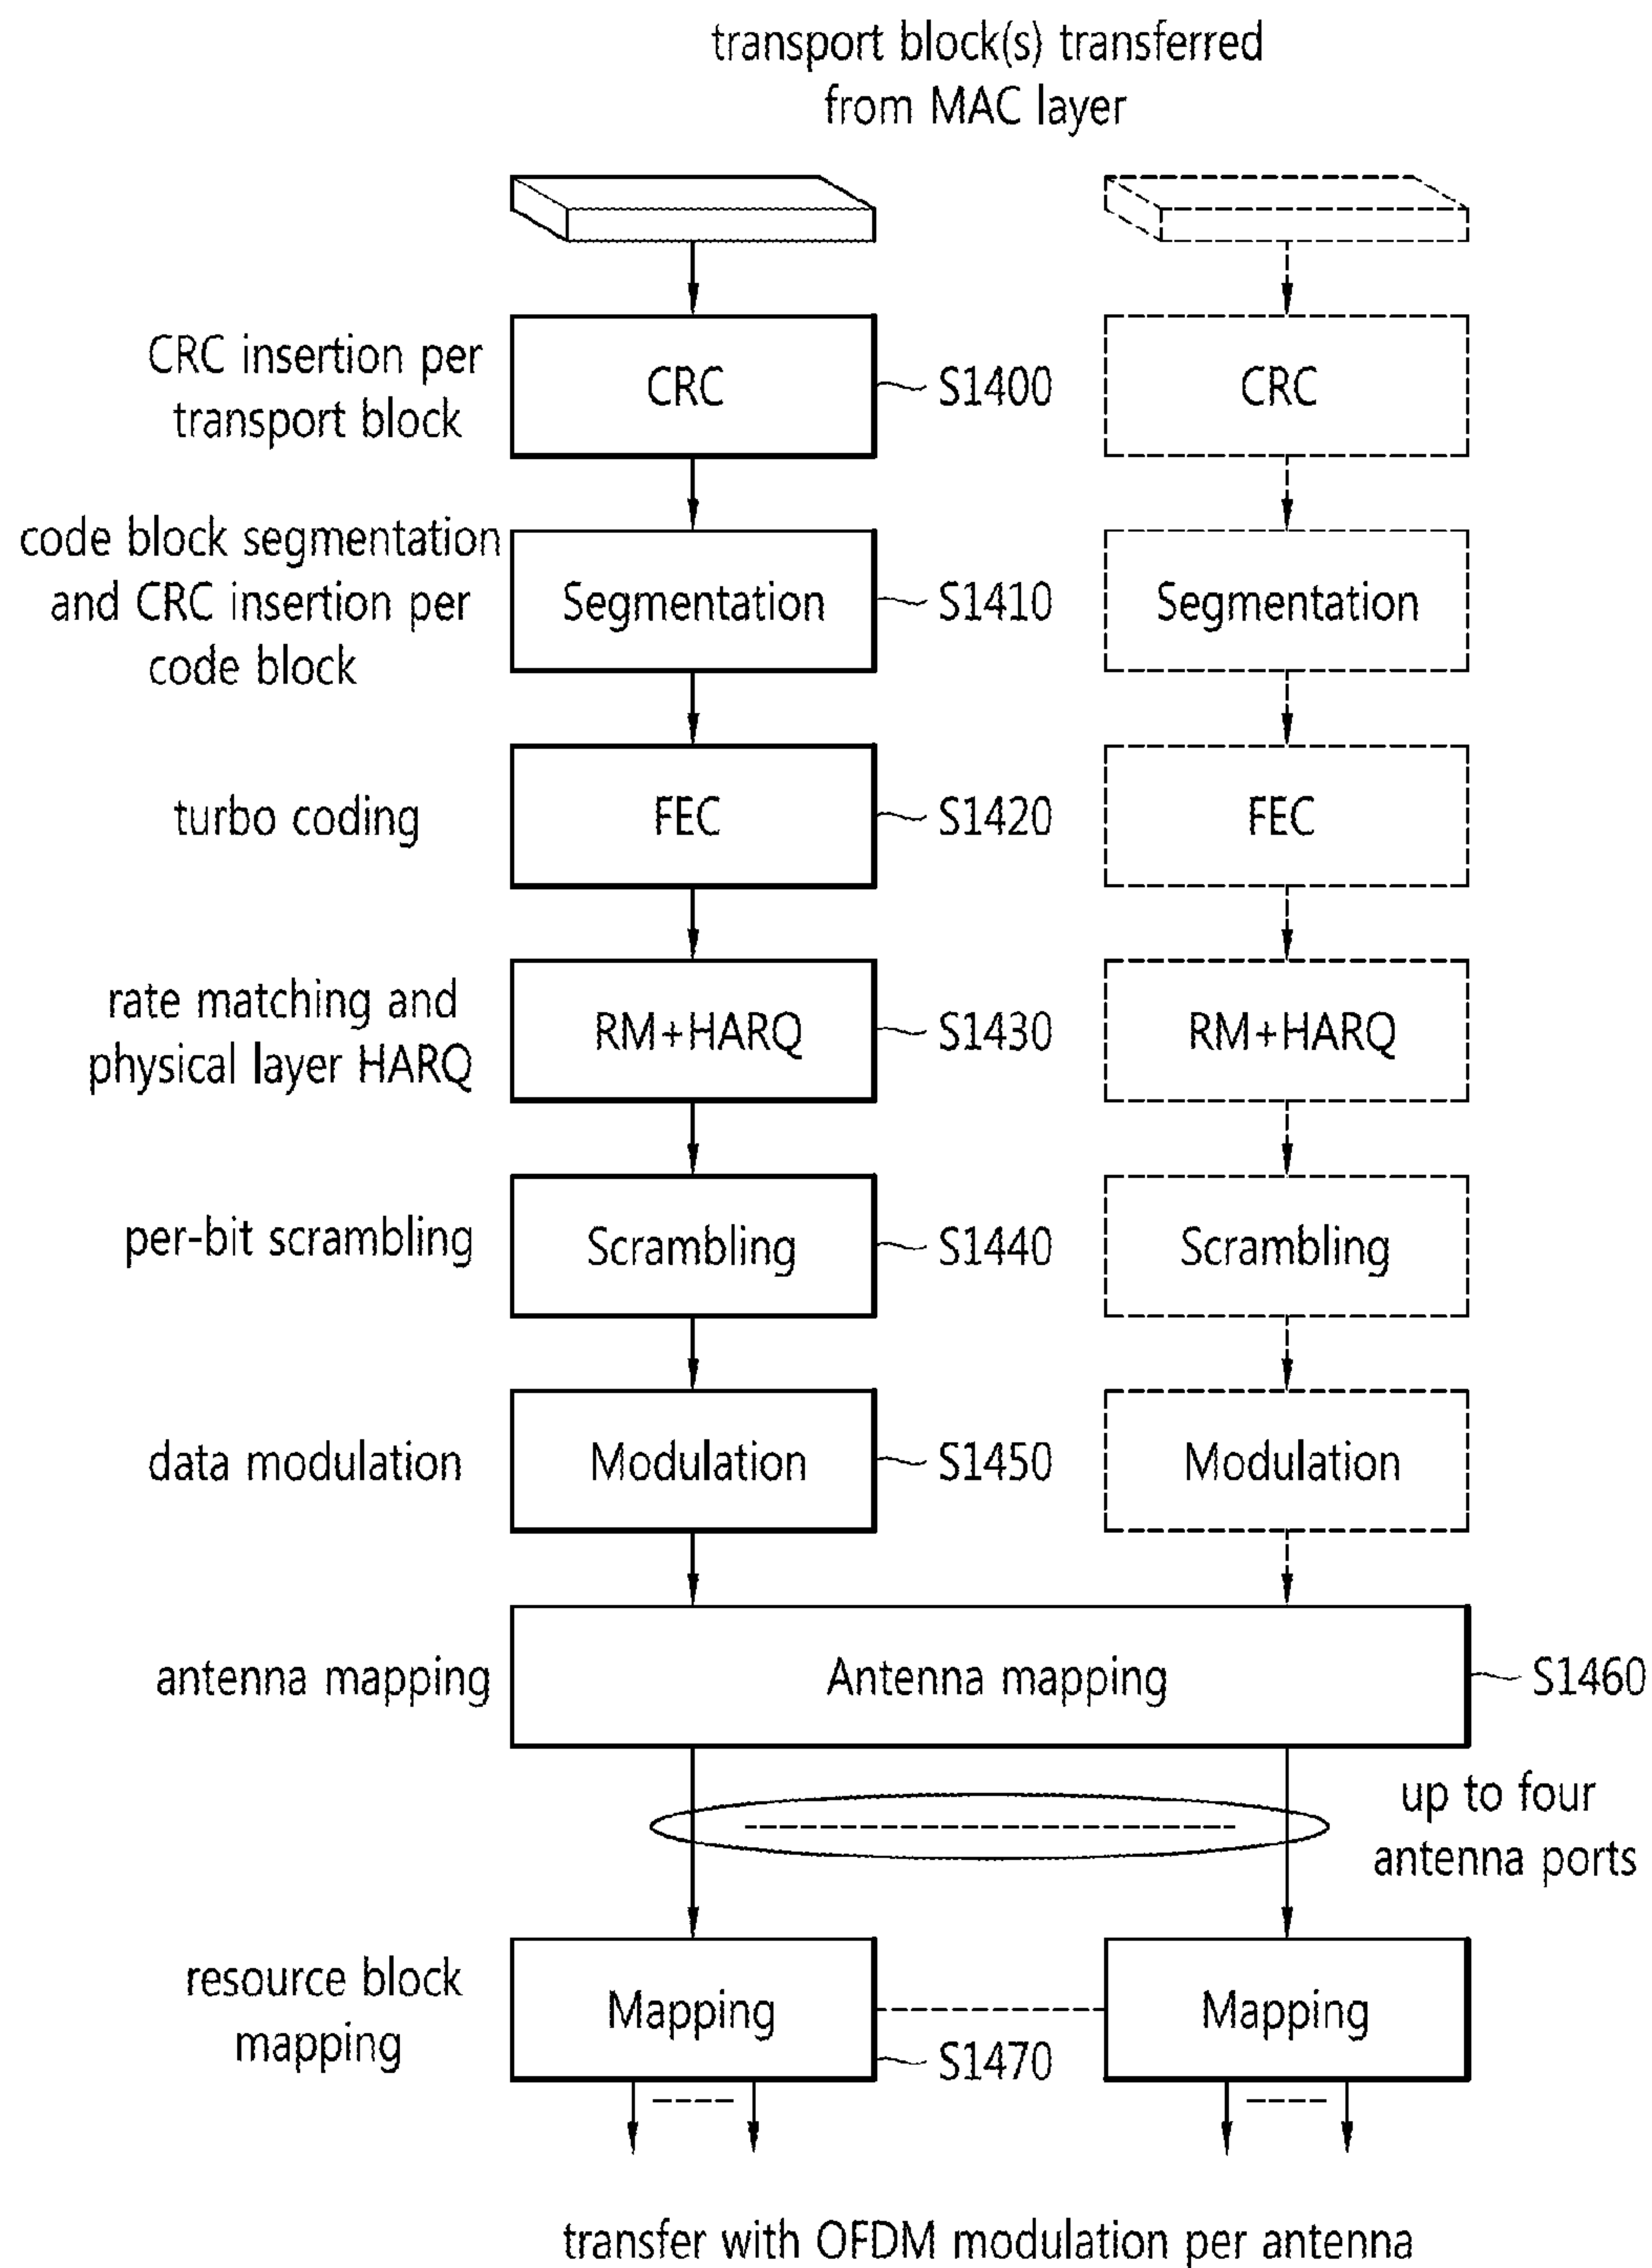 transport block(s) transferred
from MAC layer
CRC insertion per
transport block
CRC
S1400
CRC
code block segmentation
and CRC insertion per
code block
Segmentation
S1410
Segmentation
turbo coding
FEC
S1420
FEC
rate matching and
physical layer HARQ
RM+HARQ
S1430
RM+HARQ
per-bit scrambling
Scrambling
S1440
Scrambling
data modulation
Modulation
S1450
Modulation
antenna mapping
Antenna mapping
S1460
up to four
antenna ports
resource block
mapping
Mapping
S1470
Mapping
transfer with OFDM modulation per antenna